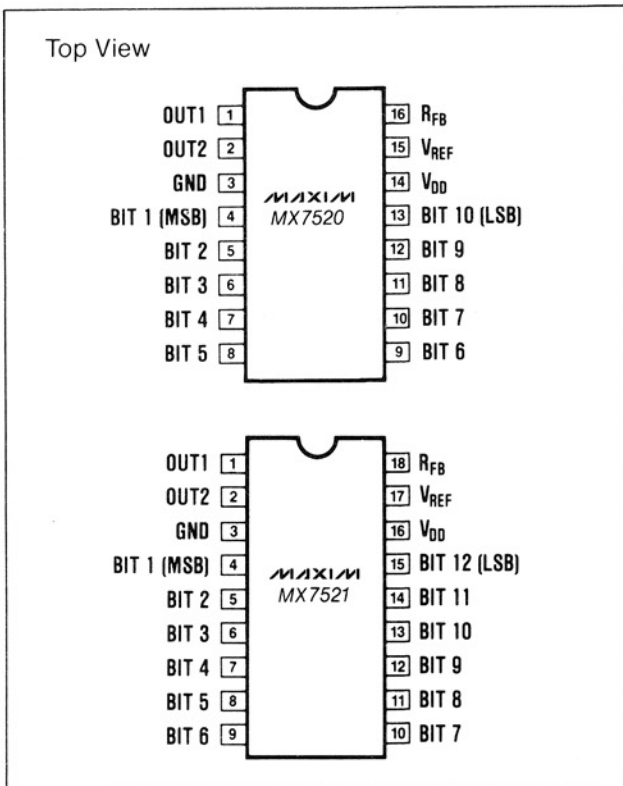 Top View
OUT1 1 16 RFB
OUT2 2 15 VREF
GND 3 14 VDD
BIT 1 (MSB) 4 MAXIM 13 BIT 10 (LSB)
MX7520
BIT 2 5 12 BIT 9
BIT 3 6 11 BIT 8
BIT 4 7 10 BIT 7
BIT 5 8 9 BIT 6
OUT1 1 18 RFB
OUT2 2 17 VREF
GND 3 16 VDD
BIT 1 (MSB) 4 MAXIM 15 BIT 12 (LSB)
BIT 2 5 MX7521 14 BIT 11
BIT 3 6 13 BIT 10
BIT 4 7 12 BIT 9
BIT 5 8 11 BIT 8
BIT 6 9 10 BIT 7